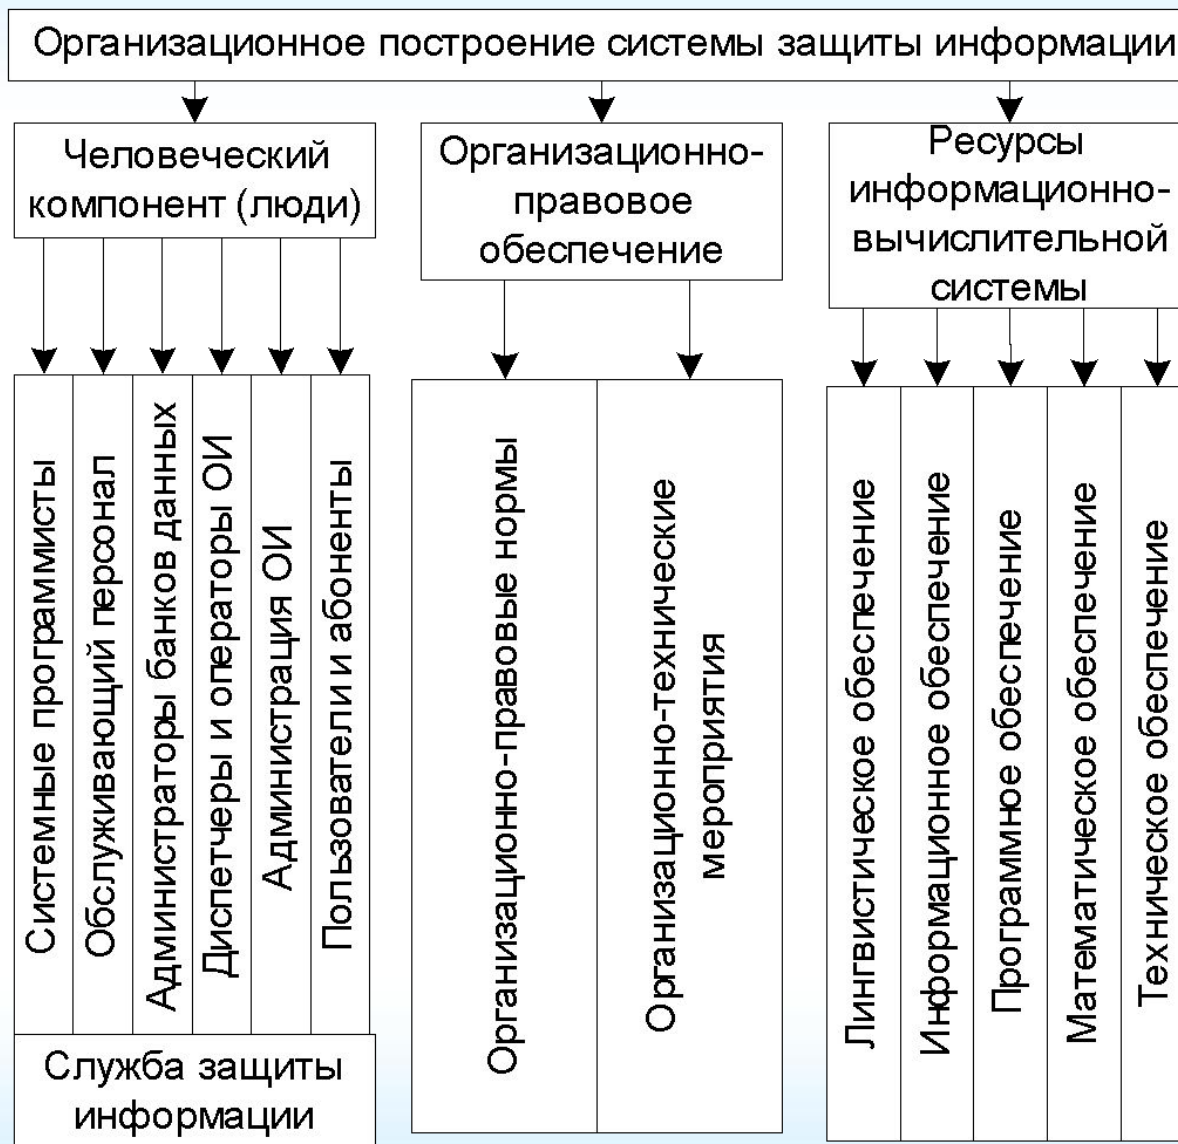 Организационное построение системы защиты информации
Человеческий
компонент (люди)
Организационно-
правовое
обеспечение
Ресурсы
информационно-
вычислительной
системы
Системные программисты
Обслуживающий персонал
Администраторы банков данных
Диспетчеры и операторы ОИ
Администрация ОИ
Пользователи и абоненты
Служба защиты
информации
Организационно-правовые нормы
Организационно-технические
мероприятия
Лингвистическое обеспечение
Информационное обеспечение
Программное обеспечение
Математическое обеспечение
Техническое обеспечение